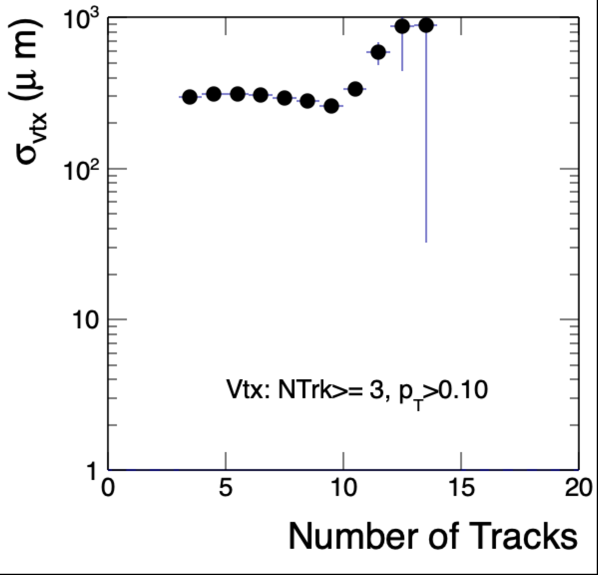 10³
σvtx (μ m)
10²
10
Vtx: NTrk>= 3, pT>0.10
1
0 5 10 15 20
Number of Tracks